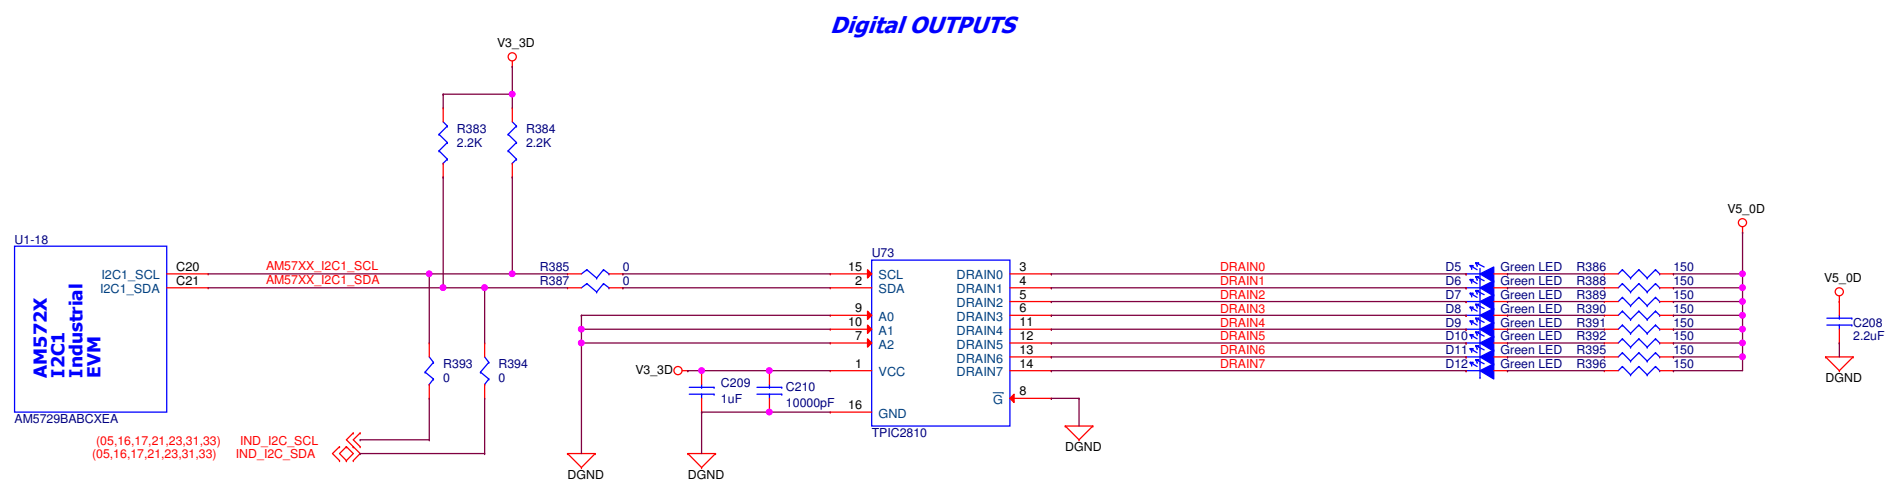 Digital OUTPUTS
V3_3D
R383
2.2K
R384
2.2K
U1-18
I2C1_SCL
I2C1_SDA
C20
C21
AM57XX_I2C1_SCL
AM57XX_I2C1_SDA
R385
R387
0
0
AM572X
I2C1
Industrial
EVM
AM5729BABCXEA
R393
0
R394
0
(05,16,17,21,23,31,33) IND_I2C_SCL
(05,16,17,21,23,31,33) IND_I2C_SDA
DGND
V3_3D
C209
1uF
C210
10000pF
DGND
U73
15 SCL
2 SDA
9 A0
10 A1
7 A2
1 VCC
16 GND
DRAIN0 3
DRAIN1 4
DRAIN2 5
DRAIN3 6
DRAIN4 11
DRAIN5 12
DRAIN6 13
DRAIN7 14
G 8
TPIC2810
DGND
DRAIN0 D5 Green LED R386 150
DRAIN1 D6 Green LED R388 150
DRAIN2 D7 Green LED R389 150
DRAIN3 D8 Green LED R390 150
DRAIN4 D9 Green LED R391 150
DRAIN5 D10 Green LED R392 150
DRAIN6 D11 Green LED R395 150
DRAIN7 D12 Green LED R396 150
V5_0D
V5_0D
C208
2.2uF
DGND